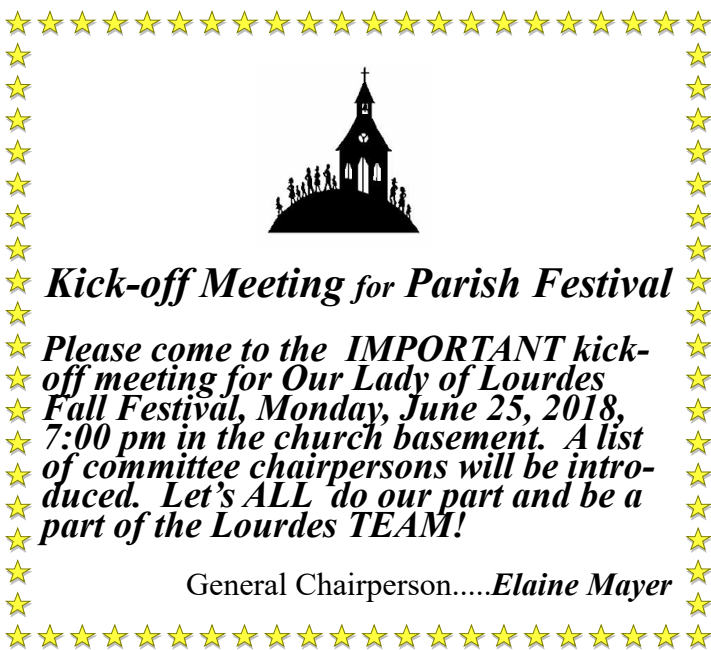 Kick-off Meeting for Parish Festival
Please come to the  IMPORTANT kick-
off meeting for Our Lady of Lourdes
Fall Festival, Monday, June 25, 2018,
7:00 pm in the church basement.  A list
of committee chairpersons will be intro-
duced.  Let's ALL  do our part and be a
part of the Lourdes TEAM!
General Chairperson.....Elaine Mayer